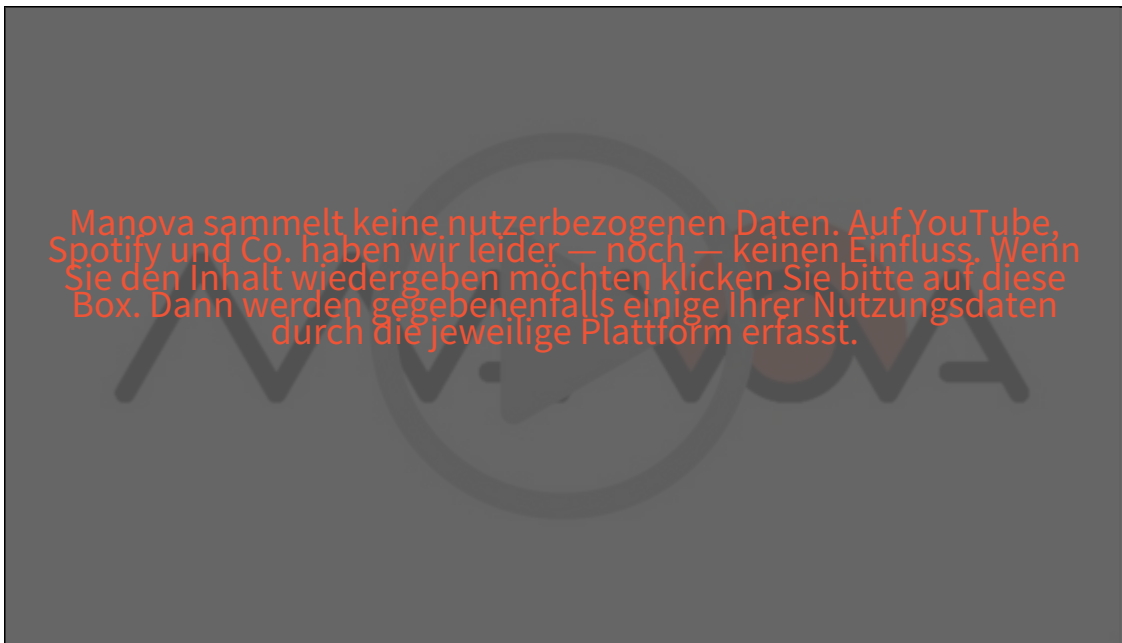 Manova sammelt keine nutzerbezogenen Daten. Auf YouTube,
Spotify und Co. haben wir leider — noch — keinen Einfluss. Wenn
Sie den Inhalt wiedergeben möchten klicken Sie bitte auf diese
Box. Dann werden gegebenenfalls einige Ihrer Nutzungsdaten
durch die jeweilige Plattform erfasst.
MANOVA